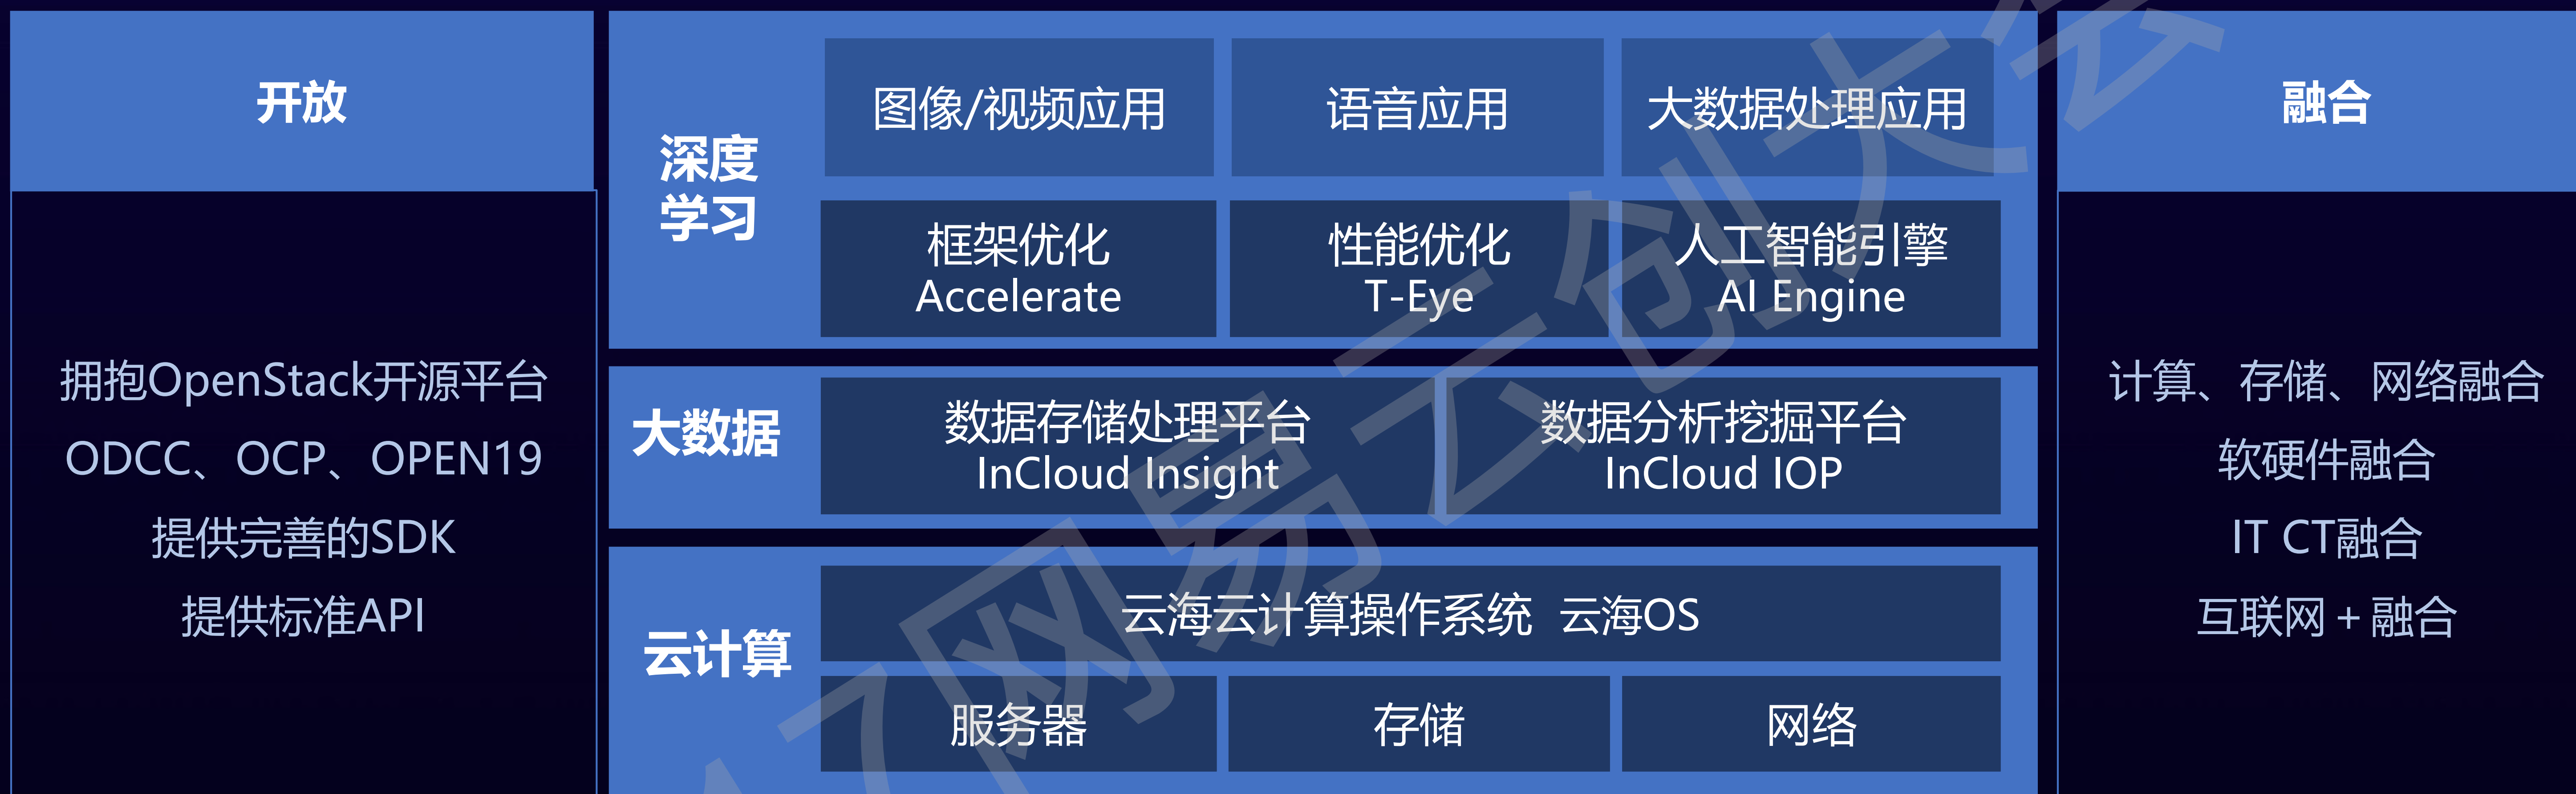 开放
拥抱OpenStack开源平台
ODCC、OCP、OPEN19
提供完善的SDK
提供标准API
深度
学习
图像/视频应用
语音应用
大数据处理应用
框架优化
Accelerate
性能优化
T-Eye
人工智能引擎
AI Engine
大数据
数据存储处理平台
InCloud Insight
数据分析挖掘平台
InCloud IOP
云计算
云海云计算操作系统 云海OS
服务器
存储
网络
融合
计算、存储、网络融合
软硬件融合
IT CT融合
互联网+融合
7网易云创大会